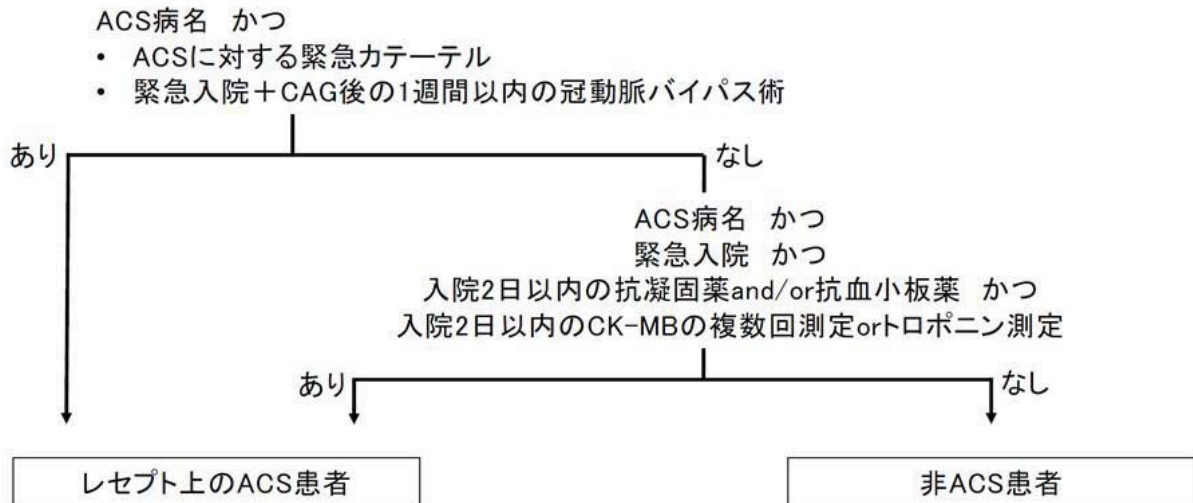 ACS病名　かつ
• ACSに対する緊急カテーテル
• 緊急入院＋CAG後の1週間以内の冠動脈バイパス術
あり
なし
ACS病名　かつ
緊急入院　かつ
入院2日以内の抗凝固薬and/or抗血小板薬　かつ
入院2日以内のCK-MBの複数回測定orトロポニン測定
あり
なし
レセプト上のACS患者
非ACS患者